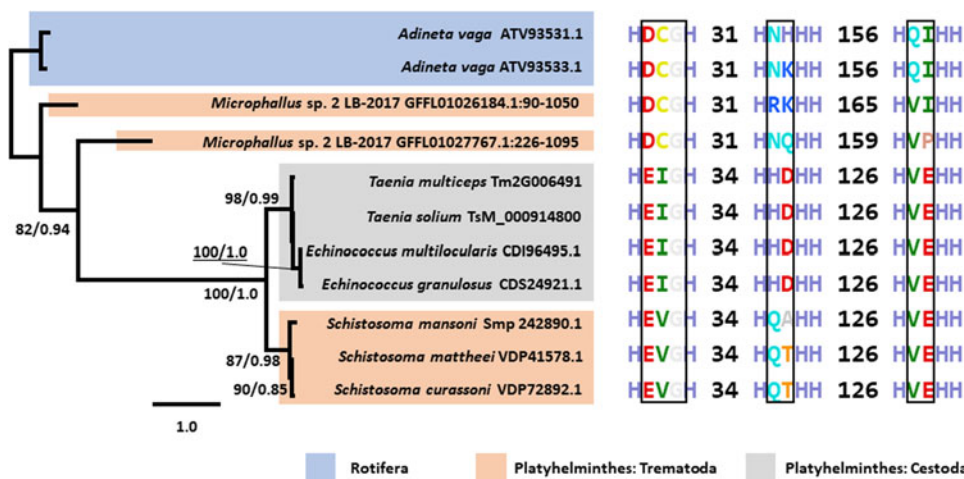 Adineta vaga ATV93531.1 HDCGH 31 HNHHH 156 HQIHH
Adineta vaga ATV93533.1 HDCGH 31 HNKHH 156 HQIHH
Microphallus sp. 2 LB-2017 GFFL01026184.1:90-1050 HDCGH 31 HRKHH 165 HVIHH
Microphallus sp. 2 LB-2017 GFFL01027767.1:226-1095 HDCGH 31 HNQHH 159 HVPHH
Taenia multiceps Tm2G006491 HEIGH 34 HHDHH 126 HVEHH
98/0.99
Taenia solium TsM_000914800 HEIGH 34 HHDHH 126 HVEHH
82/0.94
100/1.0
Echinococcus multilocularis CDI96495.1 HEIGH 34 HHDHH 126 HVEHH
Echinococcus granulosus CDS24921.1 HEIGH 34 HHDHH 126 HVEHH
100/1.0
Schistosoma mansoni Smp 242890.1 HEVGH 34 HQAHH 126 HVEHH
87/0.98
Schistosoma mattheei VDP41578.1 HEVGH 34 HQTHH 126 HVEHH
90/0.85
Schistosoma curassoni VDP72892.1 HEVGH 34 HQTHH 126 HVEHH
1.0
Rotifera Platyhelminthes: Trematoda Platyhelminthes: Cestoda